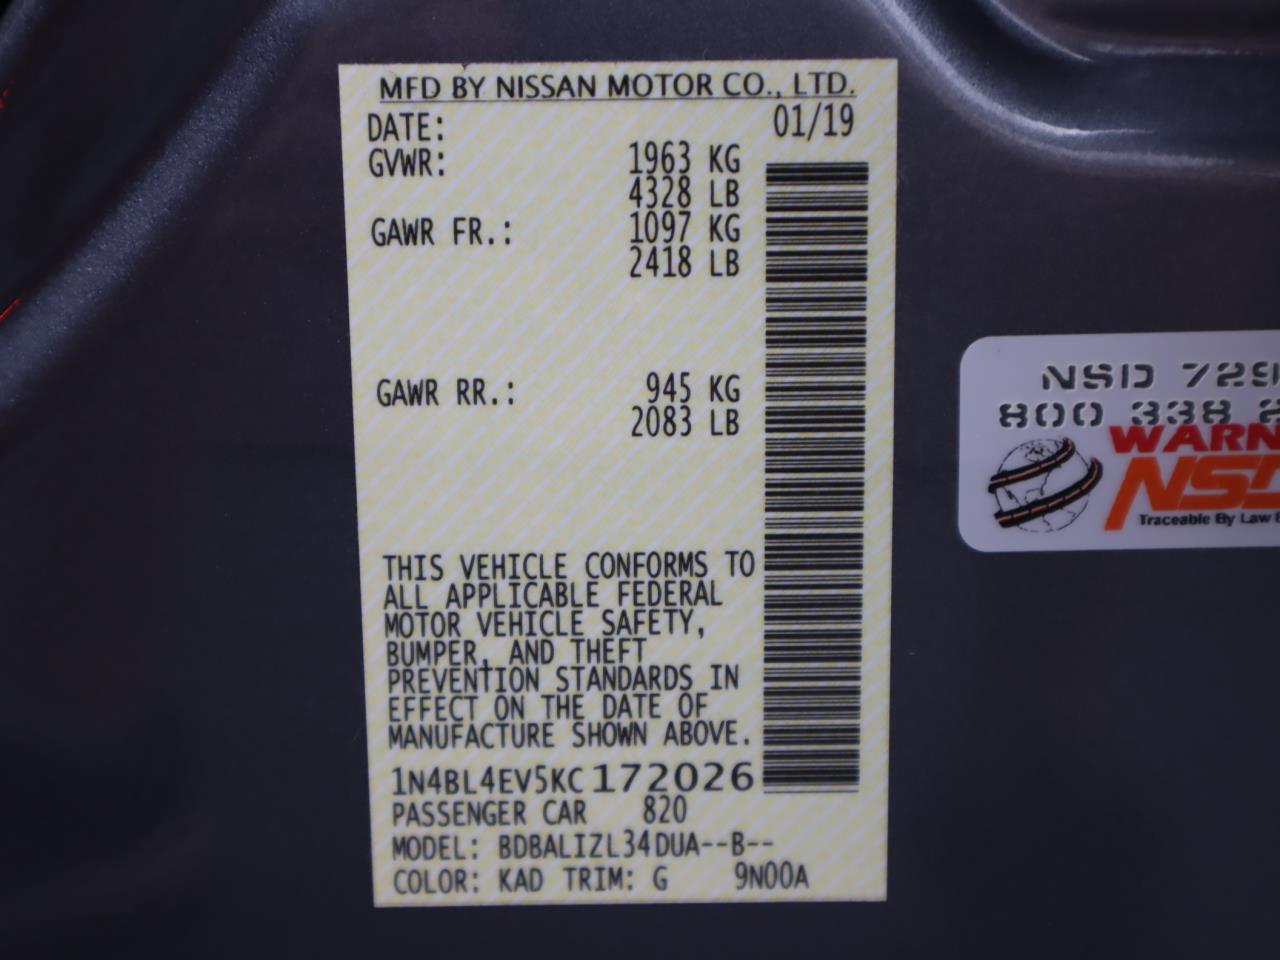 MFD BY NISSAN MOTOR CO., LTD.
DATE: 01/19
GVWR: 1963 KG
4328 LB
GAWR FR.: 1097 KG
2418 LB
GAWR RR.: 945 KG
2083 LB
THIS VEHICLE CONFORMS TO
ALL APPLICABLE FEDERAL
MOTOR VEHICLE SAFETY,
BUMPER, AND THEFT
PREVENTION STANDARDS IN
EFFECT ON THE DATE OF
MANUFACTURE SHOWN ABOVE.
1N4BL4EV5KC172026
PASSENGER CAR 820
MODEL: BDBALIZL34DUA--B--
COLOR: KAD TRIM: G 9N00A
NSD 729
800 338
WARN
NSD
Traceable By Law